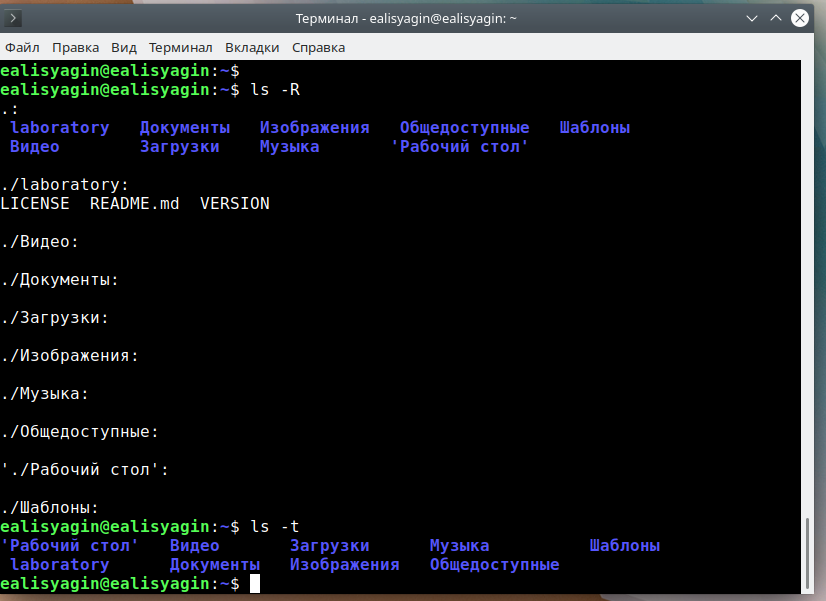 Терминал - ealisyagin@ealisyagin: ~
Файл Правка Вид Терминал Вкладки Справка
ealisyagin@ealisyagin:~$
ealisyagin@ealisyagin:~$ ls -R
.:
laboratory Документы Изображения Общедоступные Шаблоны
Видео Загрузки Музыка 'Рабочий стол'
./laboratory:
LICENSE README.md VERSION
./Видео:
./Документы:
./Загрузки:
./Изображения:
./Музыка:
./Общедоступные:
'./Рабочий стол':
./Шаблоны:
ealisyagin@ealisyagin:~$ ls -t
'Рабочий стол' Видео Загрузки Музыка Шаблоны
laboratory Документы Изображения Общедоступные
ealisyagin@ealisyagin:~$